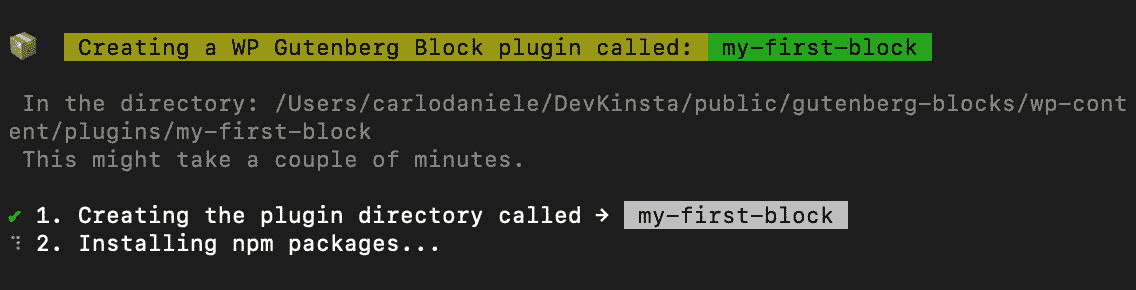 Creating a WP Gutenberg Block plugin called: my-first-block
In the directory: /Users/carlodaniele/DevKinsta/public/gutenberg-blocks/wp-cont
ent/plugins/my-first-block
This might take a couple of minutes.
✔ 1. Creating the plugin directory called → my-first-block
⠹ 2. Installing npm packages...